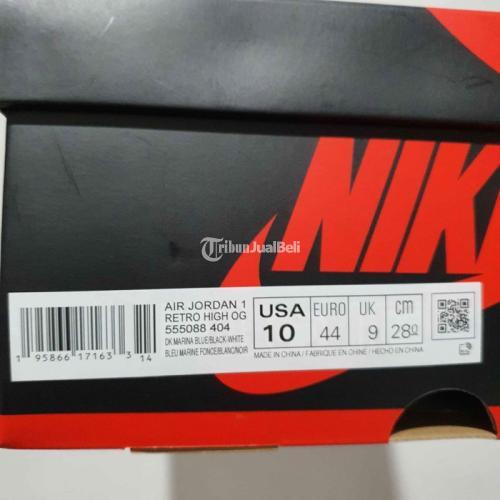 NIKE
TribunJualBeli
AIR JORDAN 1
RETRO HIGH OG
555088 404
DK MARINA BLUE/BLACK-WHITE
BLEU MARINE FONCE/BLANC/NOIR
1 95866 17163 3 14
USA EURO UK cm
10 44 9 28
MADE IN CHINA / FABRIQUE EN CHINE / HECHO EN CHINA